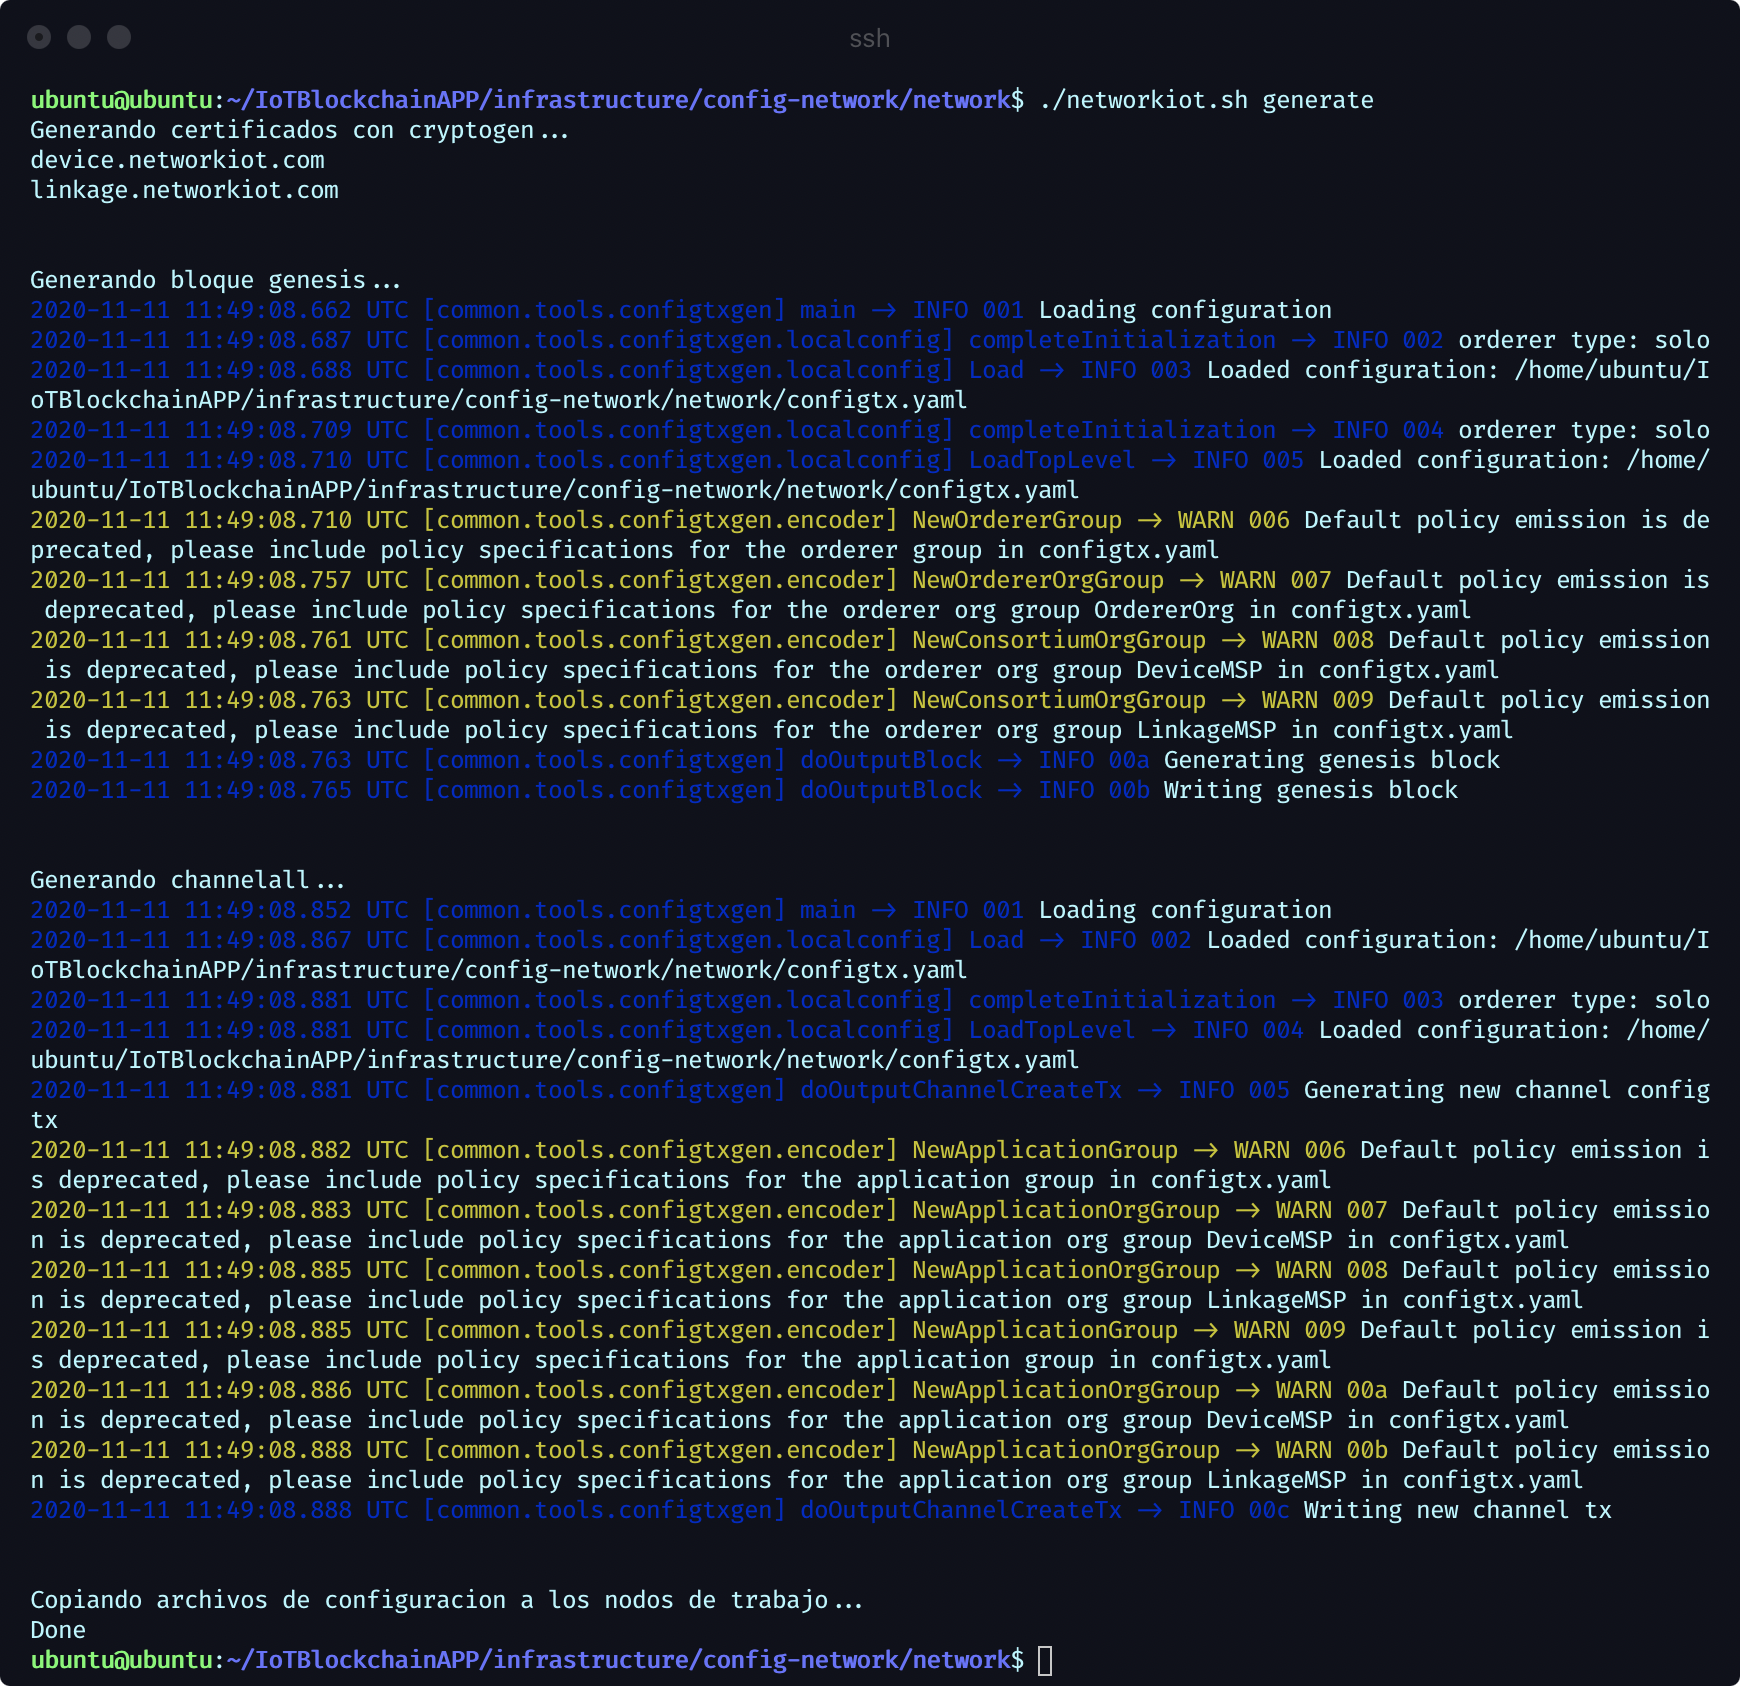 ssh
ubuntu@ubuntu:~/IoTBlockchainAPP/infrastructure/config-network/network$ ./networkiot.sh generate
Generando certificados con cryptogen...
device.networkiot.com
linkage.networkiot.com
Generando bloque genesis...
2020-11-11 11:49:08.662 UTC [common.tools.configtxgen] main -> INFO 001 Loading configuration
2020-11-11 11:49:08.687 UTC [common.tools.configtxgen.localconfig] completeInitialization -> INFO 002 orderer type: solo
2020-11-11 11:49:08.688 UTC [common.tools.configtxgen.localconfig] Load -> INFO 003 Loaded configuration: /home/ubuntu/I
oTBlockchainAPP/infrastructure/config-network/network/configtx.yaml
2020-11-11 11:49:08.709 UTC [common.tools.configtxgen.localconfig] completeInitialization -> INFO 004 orderer type: solo
2020-11-11 11:49:08.710 UTC [common.tools.configtxgen.localconfig] LoadTopLevel -> INFO 005 Loaded configuration: /home/
ubuntu/IoTBlockchainAPP/infrastructure/config-network/network/configtx.yaml
2020-11-11 11:49:08.710 UTC [common.tools.configtxgen.encoder] NewOrdererGroup -> WARN 006 Default policy emission is de
precated, please include policy specifications for the orderer group in configtx.yaml
2020-11-11 11:49:08.757 UTC [common.tools.configtxgen.encoder] NewOrdererOrgGroup -> WARN 007 Default policy emission is
 deprecated, please include policy specifications for the orderer org group OrdererOrg in configtx.yaml
2020-11-11 11:49:08.761 UTC [common.tools.configtxgen.encoder] NewConsortiumOrgGroup -> WARN 008 Default policy emission
 is deprecated, please include policy specifications for the orderer org group DeviceMSP in configtx.yaml
2020-11-11 11:49:08.763 UTC [common.tools.configtxgen.encoder] NewConsortiumOrgGroup -> WARN 009 Default policy emission
 is deprecated, please include policy specifications for the orderer org group LinkageMSP in configtx.yaml
2020-11-11 11:49:08.763 UTC [common.tools.configtxgen] doOutputBlock -> INFO 00a Generating genesis block
2020-11-11 11:49:08.765 UTC [common.tools.configtxgen] doOutputBlock -> INFO 00b Writing genesis block
Generando channelall...
2020-11-11 11:49:08.852 UTC [common.tools.configtxgen] main -> INFO 001 Loading configuration
2020-11-11 11:49:08.867 UTC [common.tools.configtxgen.localconfig] Load -> INFO 002 Loaded configuration: /home/ubuntu/I
oTBlockchainAPP/infrastructure/config-network/network/configtx.yaml
2020-11-11 11:49:08.881 UTC [common.tools.configtxgen.localconfig] completeInitialization -> INFO 003 orderer type: solo
2020-11-11 11:49:08.881 UTC [common.tools.configtxgen.localconfig] LoadTopLevel -> INFO 004 Loaded configuration: /home/
ubuntu/IoTBlockchainAPP/infrastructure/config-network/network/configtx.yaml
2020-11-11 11:49:08.881 UTC [common.tools.configtxgen] doOutputChannelCreateTx -> INFO 005 Generating new channel config
tx
2020-11-11 11:49:08.882 UTC [common.tools.configtxgen.encoder] NewApplicationGroup -> WARN 006 Default policy emission i
s deprecated, please include policy specifications for the application group in configtx.yaml
2020-11-11 11:49:08.883 UTC [common.tools.configtxgen.encoder] NewApplicationOrgGroup -> WARN 007 Default policy emissio
n is deprecated, please include policy specifications for the application org group DeviceMSP in configtx.yaml
2020-11-11 11:49:08.885 UTC [common.tools.configtxgen.encoder] NewApplicationOrgGroup -> WARN 008 Default policy emissio
n is deprecated, please include policy specifications for the application org group LinkageMSP in configtx.yaml
2020-11-11 11:49:08.885 UTC [common.tools.configtxgen.encoder] NewApplicationGroup -> WARN 009 Default policy emission i
s deprecated, please include policy specifications for the application group in configtx.yaml
2020-11-11 11:49:08.886 UTC [common.tools.configtxgen.encoder] NewApplicationOrgGroup -> WARN 00a Default policy emissio
n is deprecated, please include policy specifications for the application org group DeviceMSP in configtx.yaml
2020-11-11 11:49:08.888 UTC [common.tools.configtxgen.encoder] NewApplicationOrgGroup -> WARN 00b Default policy emissio
n is deprecated, please include policy specifications for the application org group LinkageMSP in configtx.yaml
2020-11-11 11:49:08.888 UTC [common.tools.configtxgen] doOutputChannelCreateTx -> INFO 00c Writing new channel tx
Copiando archivos de configuracion a los nodos de trabajo...
Done
ubuntu@ubuntu:~/IoTBlockchainAPP/infrastructure/config-network/network$